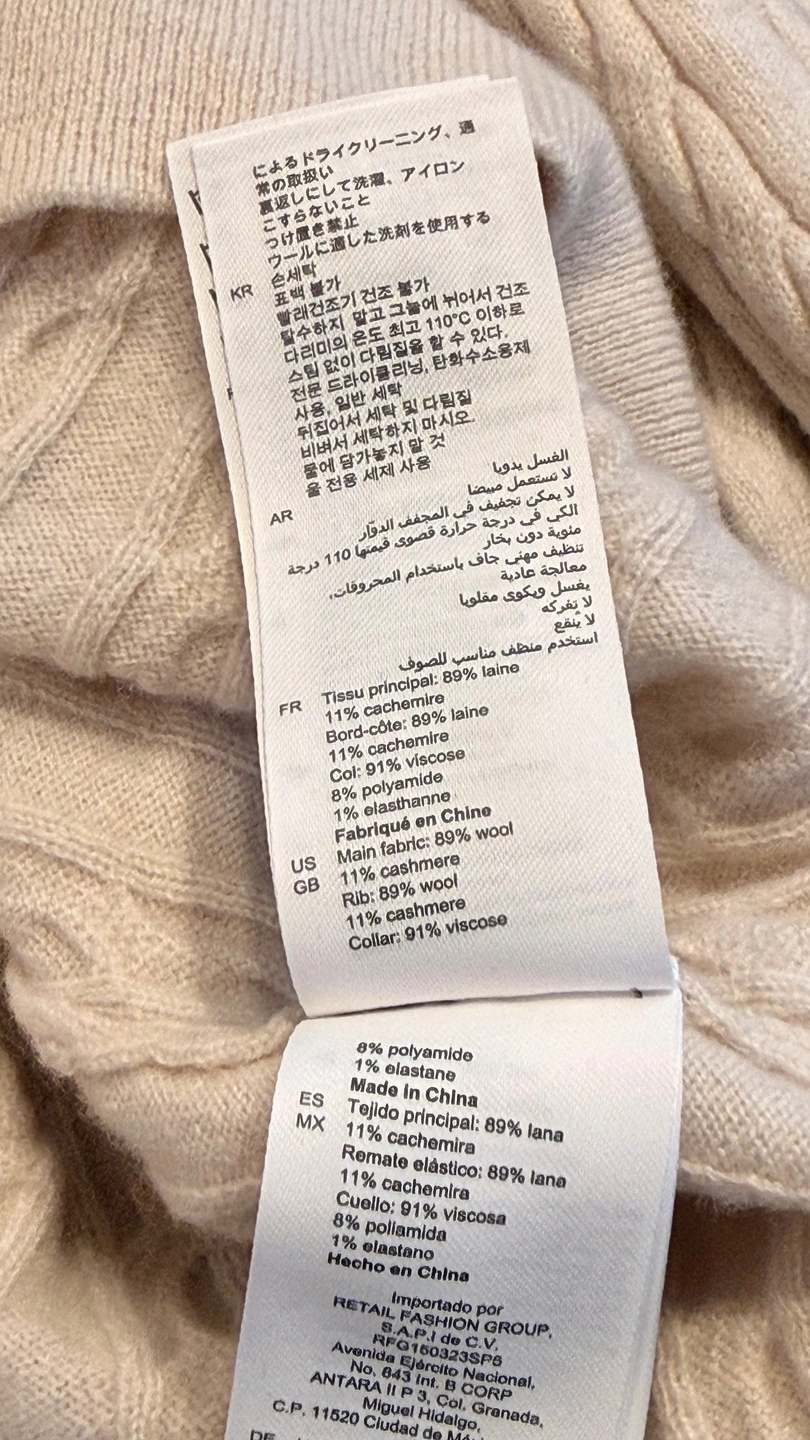 によるドライクリーニング、通
常の取扱い
裏返しにして洗濯、アイロン
こすらないこと
つけ置き禁止
ウールに適した洗剤を使用する
KR 손세탁
표백 불가
빨래건조기 건조 불가
탈수하지 말고 그늘에 뉘어서 건조
다리미의 온도 최고 110°C 이하로
스팀 없이 다림질을 할 수 있다.
전문 드라이클리닝, 탄화수소용제
사용, 일반 세탁
뒤집어서 세탁 및 다림질
비벼서 세탁하지 마시오.
물에 담가놓지 말 것
울 전용 세제 사용
AR الغسل يدويا
لا تستعمل مبيضا
لا يمكن تجفيف في المجفف الدوّار
الكي في درجة حرارة قصوى قيمتها 110 درجة
مئوية دون بخار
تنظيف مهني جاف باستخدام المحروقات,
معالجة عادية
يغسل ويكوى مقلوبا
لا تفركه
لا ينقع
استخدم منظف مناسب للصوف
FR Tissu principal: 89% laine
11% cachemire
Bord-côte: 89% laine
11% cachemire
Col: 91% viscose
8% polyamide
1% elasthanne
Fabriqué en Chine
US Main fabric: 89% wool
GB 11% cashmere
Rib: 89% wool
11% cashmere
Collar: 91% viscose
8% polyamide
1% elastane
Made in China
ES Tejido principal: 89% lana
MX 11% cachemira
Remate elástico: 89% lana
11% cachemira
Cuello: 91% viscosa
8% poliamida
1% elastano
Hecho en China
Importado por
RETAIL FASHION GROUP,
S.A.P.I de C.V.
RFG150323SP6
Avenida Ejército Nacional,
No. 843 Int. B CORP
ANTARA II P 3, Col. Granada,
Miguel Hidalgo,
C.P. 11520 Ciudad de
DE